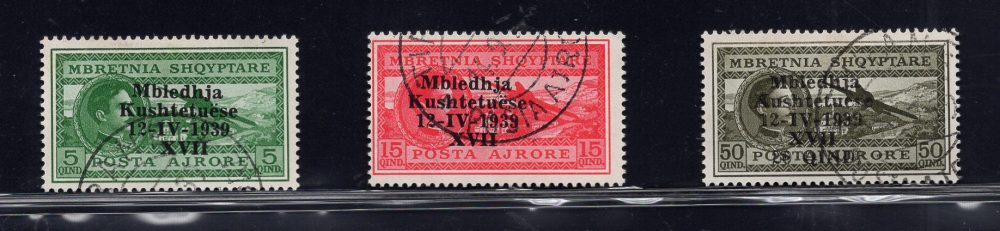 MBRETNIA SHQYPTARE
Mbledhja
Kushtetuëse
12-IV-1939
XVII
5 QIND. 5 QIND.
POSTA AJRORE
MBRETNIA SHQYPTARE
Mbledhja
Kushtetuëse
12-IV-1939
XVII
15 QIND. 15 QIND.
POSTA AJRORE
MBRETNIA SHQYPTARE
Mbledhja
Kushtetuëse
12-IV-1939
XVII
QIND.
50 QIND. 50 QIND.
POSTA AJRORE